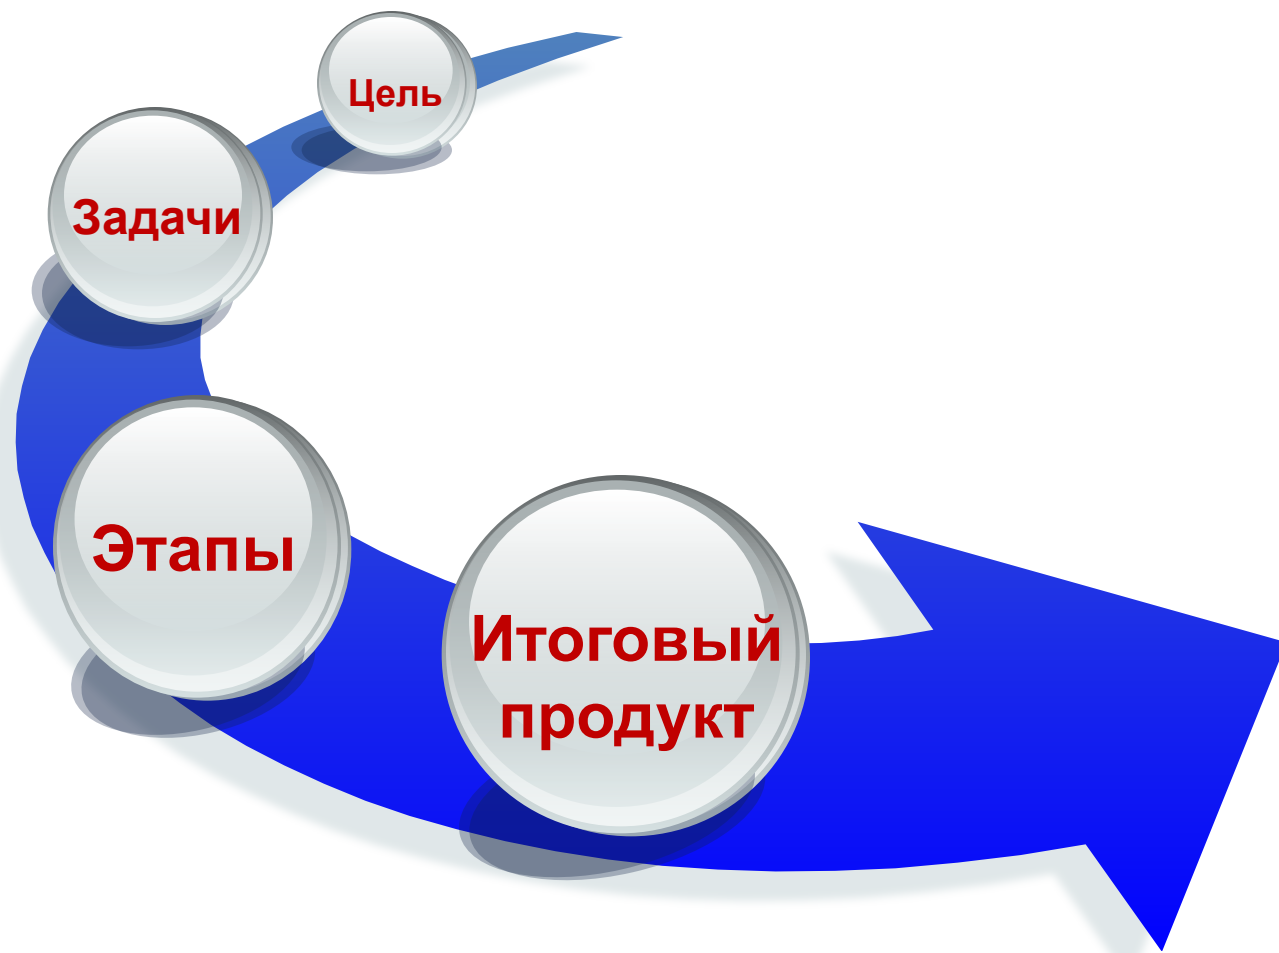 Цель
Задачи
Этапы
Итоговый
продукт